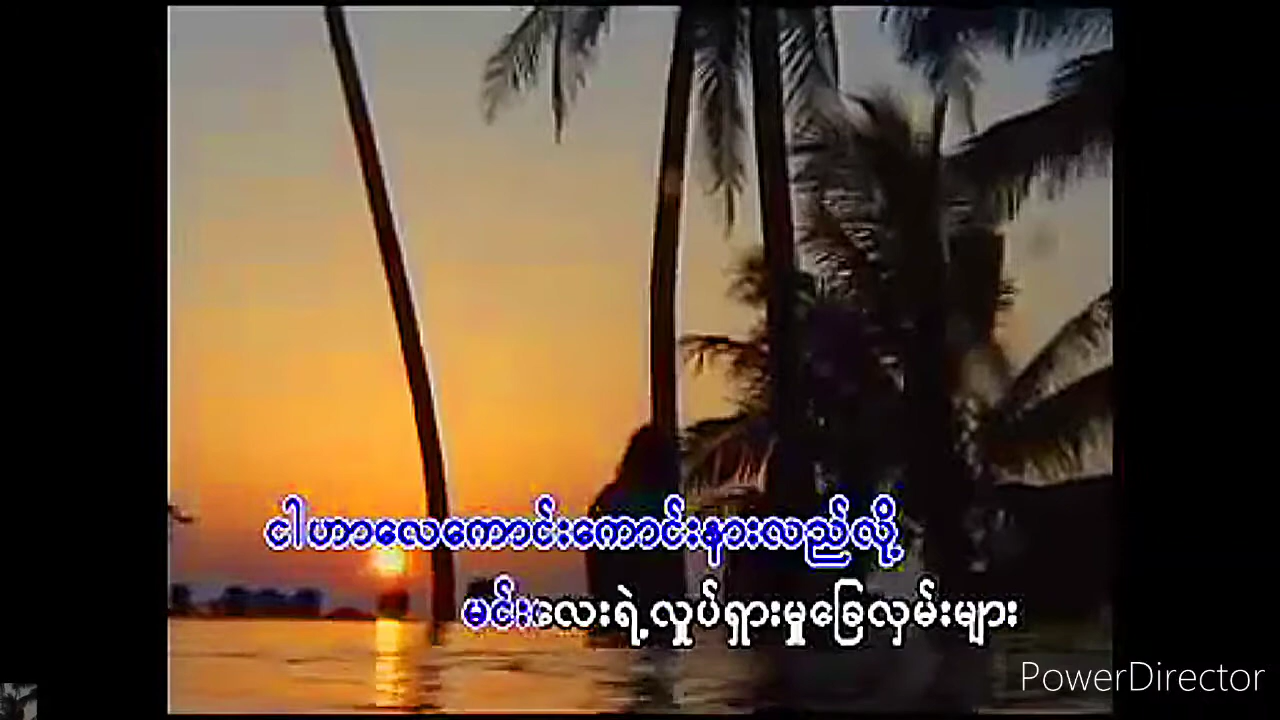 ငါဟာလေကောင်းကောင်းနားလည်လို့
မင်းလေးရဲ့လှုပ်ရှားမှုခြေလှမ်းများ
PowerDirector